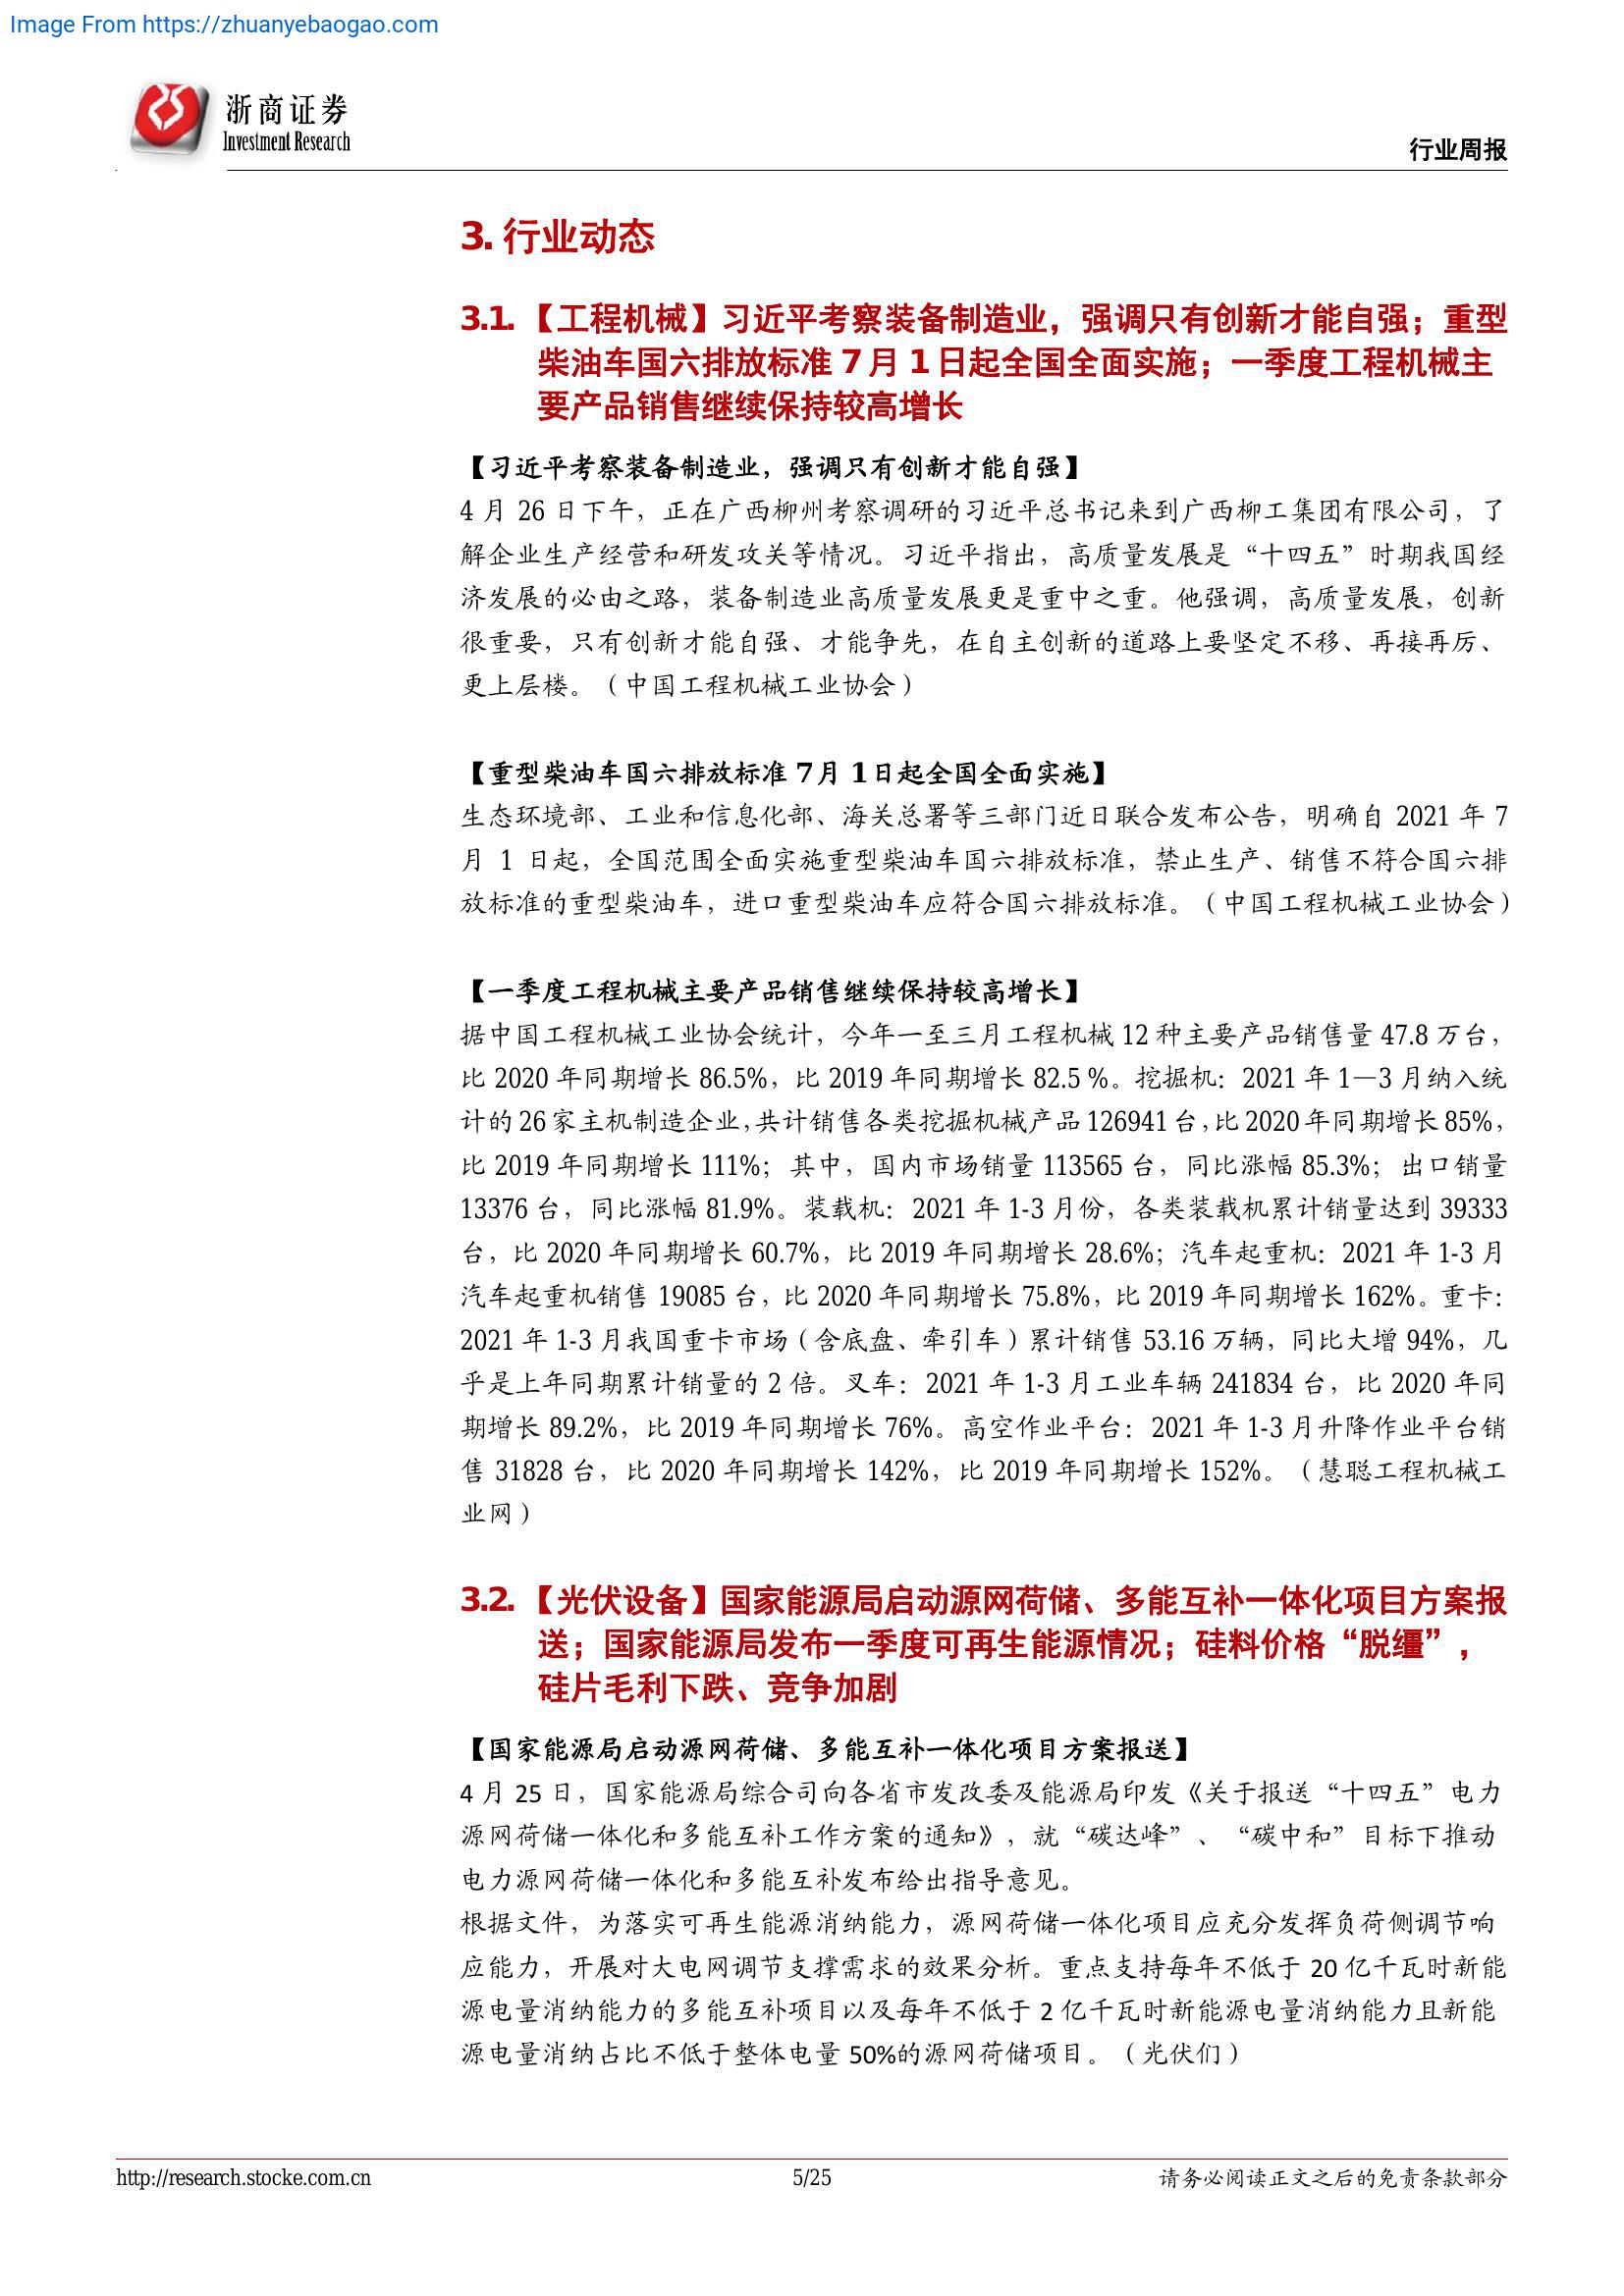 Image From https://zhuanyebaogao.com
浙商证券
Investment Research
行业周报
3. 行业动态
3.1. 【工程机械】习近平考察装备制造业，强调只有创新才能自强；重型
柴油车国六排放标准 7 月 1 日起全国全面实施；一季度工程机械主
要产品销售继续保持较高增长
【习近平考察装备制造业，强调只有创新才能自强】
4 月 26 日下午，正在广西柳州考察调研的习近平总书记来到广西柳工集团有限公司，了
解企业生产经营和研发攻关等情况。习近平指出，高质量发展是“十四五”时期我国经
济发展的必由之路，装备制造业高质量发展更是重中之重。他强调，高质量发展，创新
很重要，只有创新才能自强、才能争先，在自主创新的道路上要坚定不移、再接再厉、
更上层楼。（中国工程机械工业协会）
【重型柴油车国六排放标准 7月 1日起全国全面实施】
生态环境部、工业和信息化部、海关总署等三部门近日联合发布公告，明确自 2021 年 7
月 1 日起，全国范围全面实施重型柴油车国六排放标准，禁止生产、销售不符合国六排
放标准的重型柴油车，进口重型柴油车应符合国六排放标准。（中国工程机械工业协会）
【一季度工程机械主要产品销售继续保持较高增长】
据中国工程机械工业协会统计，今年一至三月工程机械 12 种主要产品销售量 47.8 万台，
比 2020 年同期增长 86.5%，比 2019 年同期增长 82.5 %。挖掘机：2021 年 1—3 月纳入统
计的 26 家主机制造企业，共计销售各类挖掘机械产品 126941 台，比 2020 年同期增长 85%，
比 2019 年同期增长 111%；其中，国内市场销量 113565 台，同比涨幅 85.3%；出口销量
13376 台，同比涨幅 81.9%。装载机：2021 年 1-3 月份，各类装载机累计销量达到 39333
台，比 2020 年同期增长 60.7%，比 2019 年同期增长 28.6%；汽车起重机：2021 年 1-3 月
汽车起重机销售 19085 台，比 2020 年同期增长 75.8%，比 2019 年同期增长 162%。重卡：
2021 年 1-3 月我国重卡市场（含底盘、牵引车）累计销售 53.16 万辆，同比大增 94%，几
乎是上年同期累计销量的 2 倍。叉车：2021 年 1-3 月工业车辆 241834 台，比 2020 年同
期增长 89.2%，比 2019 年同期增长 76%。高空作业平台：2021 年 1-3 月升降作业平台销
售 31828 台，比 2020 年同期增长 142%，比 2019 年同期增长 152%。（慧聪工程机械工
业网）
3.2. 【光伏设备】国家能源局启动源网荷储、多能互补一体化项目方案报
送；国家能源局发布一季度可再生能源情况；硅料价格“脱缰”，
硅片毛利下跌、竞争加剧
【国家能源局启动源网荷储、多能互补一体化项目方案报送】
4 月 25 日，国家能源局综合司向各省市发改委及能源局印发《关于报送“十四五”电力
源网荷储一体化和多能互补工作方案的通知》，就“碳达峰”、“碳中和”目标下推动
电力源网荷储一体化和多能互补发布给出指导意见。
根据文件，为落实可再生能源消纳能力，源网荷储一体化项目应充分发挥负荷侧调节响
应能力，开展对大电网调节支撑需求的效果分析。重点支持每年不低于 20 亿千瓦时新能
源电量消纳能力的多能互补项目以及每年不低于 2 亿千瓦时新能源电量消纳能力且新能
源电量消纳占比不低于整体电量 50%的源网荷储项目。（光伏们）
http://research.stocke.com.cn
5/25
请务必阅读正文之后的免责条款部分